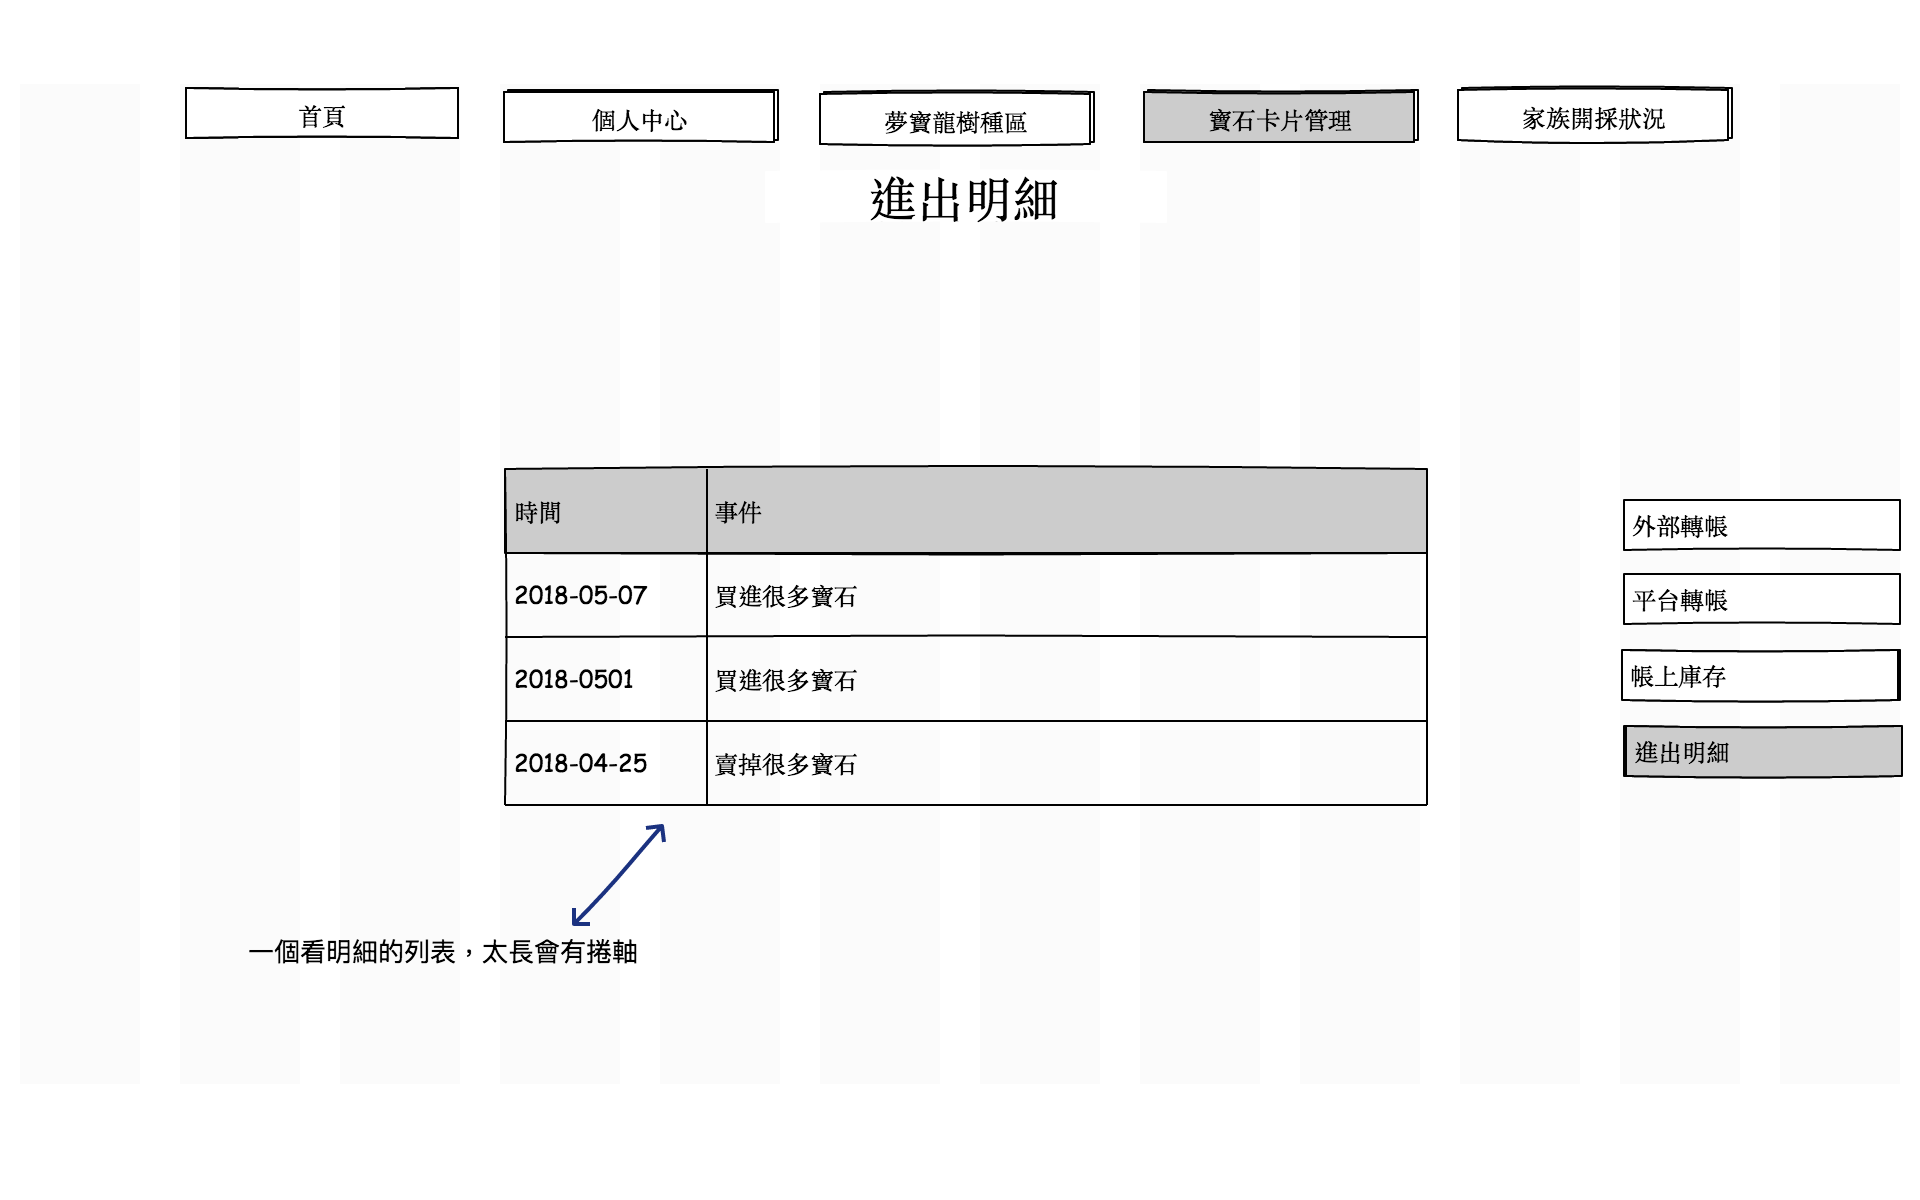 首頁
個人中心
夢寶龍樹種區
寶石卡片管理
家族開採狀況
進出明細
時間
事件
2018-05-07
買進很多寶石
2018-0501
買進很多寶石
2018-04-25
賣掉很多寶石
外部轉帳
平台轉帳
帳上庫存
進出明細
一個看明細的列表，太長會有捲軸